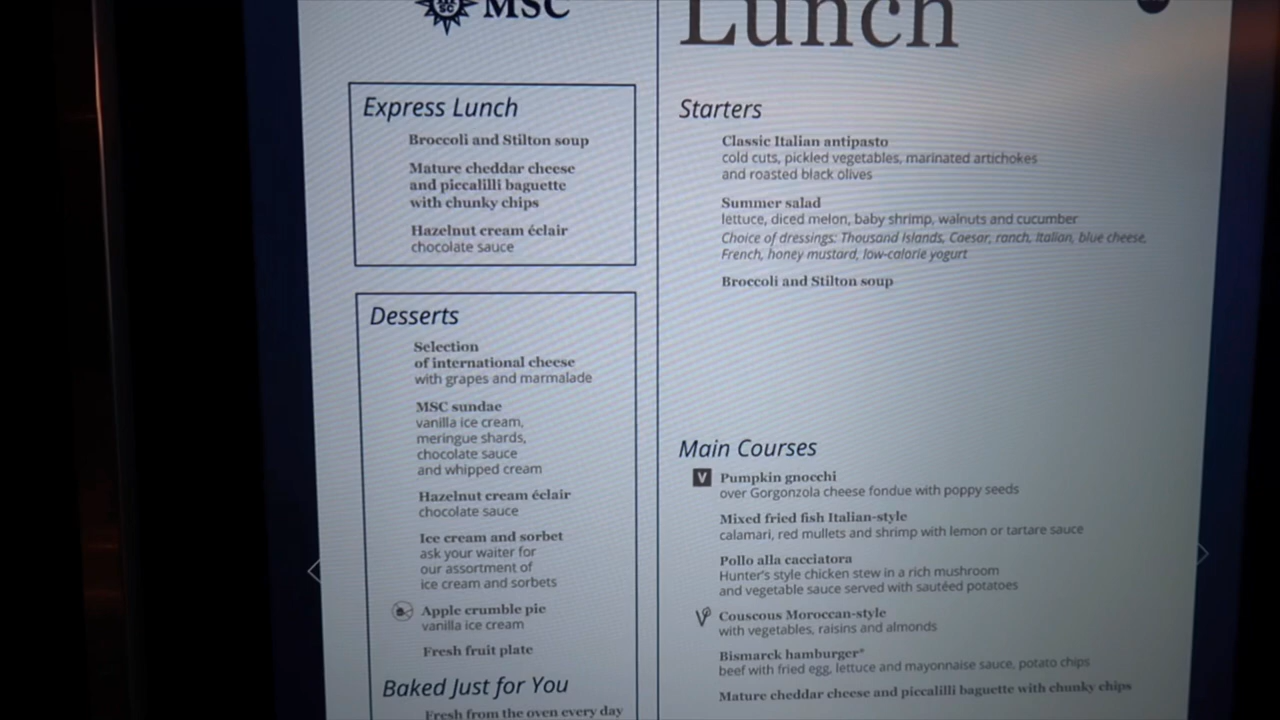 MSC
Express Lunch
Broccoli and Stilton soup
Mature cheddar cheese
and piccalilli baguette
with chunky chips
Hazelnut cream éclair
chocolate sauce
Desserts
Selection
of international cheese
with grapes and marmalade
MSC sundae
vanilla ice cream,
meringue shards,
chocolate sauce
and whipped cream
Hazelnut cream éclair
chocolate sauce
Ice cream and sorbet
ask your waiter for
our assortment of
ice cream and sorbets
Apple crumble pie
vanilla ice cream
Fresh fruit plate
Baked Just for You
Fresh from the oven every day
Lunch
Starters
Classic Italian antipasto
cold cuts, pickled vegetables, marinated artichokes
and roasted black olives
Summer salad
lettuce, diced melon, baby shrimp, walnuts and cucumber
Choice of dressings: Thousand Islands, Caesar, ranch, Italian, blue cheese,
French, honey mustard, low-calorie yogurt
Broccoli and Stilton soup
Main Courses
V Pumpkin gnocchi
over Gorgonzola cheese fondue with poppy seeds
Mixed fried fish Italian-style
calamari, red mullets and shrimp with lemon or tartare sauce
Pollo alla cacciatora
Hunter's style chicken stew in a rich mushroom
and vegetable sauce served with sautéed potatoes
Couscous Moroccan-style
with vegetables, raisins and almonds
Bismarck hamburger*
beef with fried egg, lettuce and mayonnaise sauce, potato chips
Mature cheddar cheese and piccalilli baguette with chunky chips